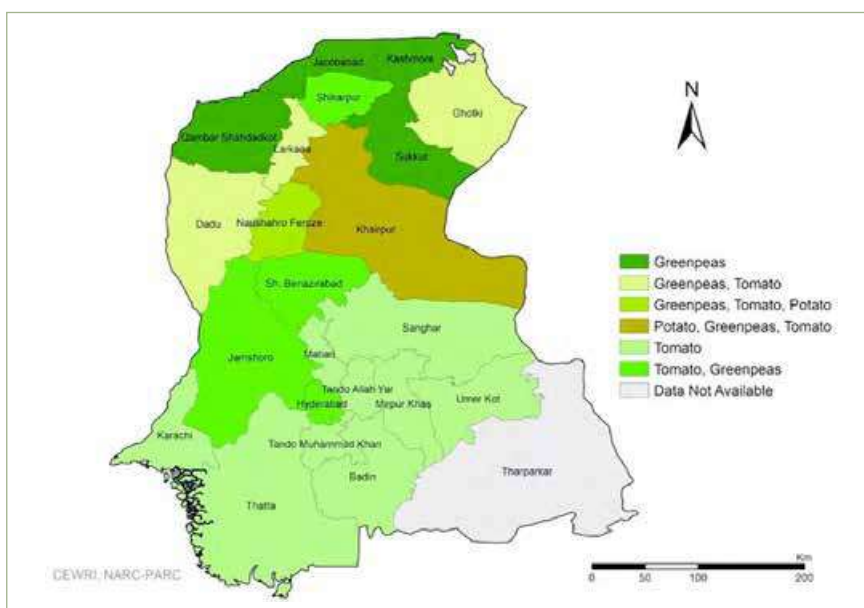 Jacobabad
Kashmore
Shikarpur
Ghotki
Larkana
Sukkur
Dadu
Naushahro Feroze
Khairpur
Sh. Benazirabad
Sanghar
Matiari
Jamshoro
Tando Allah Yar
Hyderabad
Mirpur Khas
Umer Kot
Karachi
Tando Muhammad Khan
Tharparkar
Badin
Thatta
N
Greenpeas
Greenpeas, Tomato
Greenpeas, Tomato, Potato
Potato, Greenpeas, Tomato
Tomato
Tomato, Greenpeas
Data Not Available
Km
0 50 100 200
CEWRI, NARC-PARC